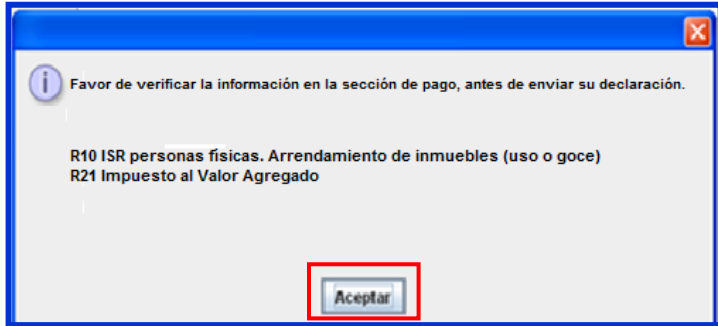 Favor de verificar la información en la sección de pago, antes de enviar su declaración.
R10 ISR personas físicas. Arrendamiento de inmuebles (uso o goce)
R21 Impuesto al Valor Agregado
Aceptar